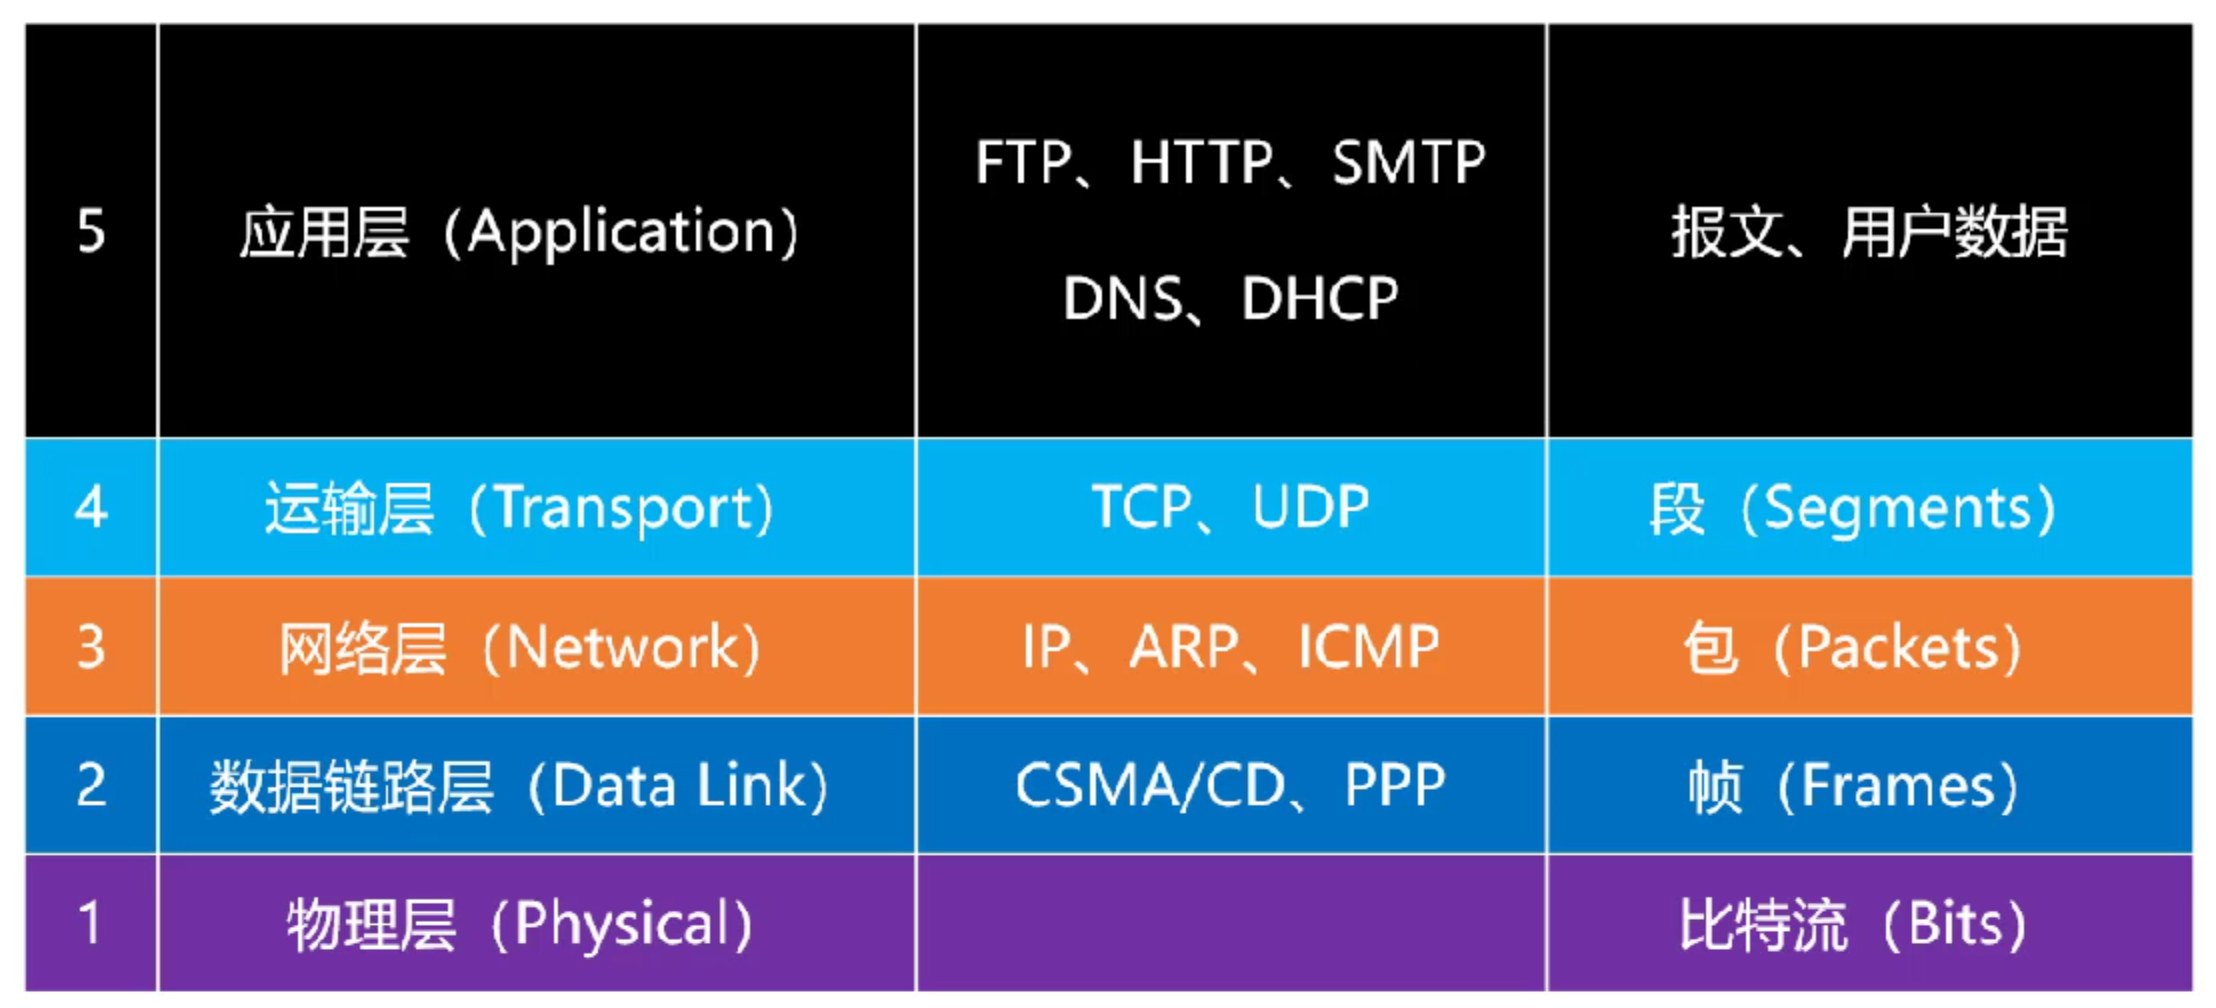 5
应用层（Application）
FTP、HTTP、SMTP
DNS、DHCP
报文、用户数据
4
运输层（Transport）
TCP、UDP
段（Segments）
3
网络层（Network）
IP、ARP、ICMP
包（Packets）
2
数据链路层（Data Link）
CSMA/CD、PPP
帧（Frames）
1
物理层（Physical）
比特流（Bits）